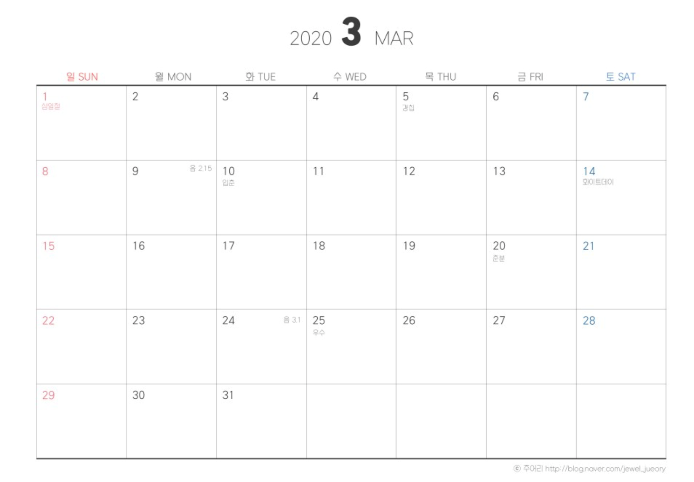 2020 3 MAR
일 SUN 월 MON 화 TUE 수 WED 목 THU 금 FRI 토 SAT
1 2 3 4 5 6 7
삼일절 경칩
8 9 음 2.15 10 11 12 13 14
화이트데이
15 16 17 18 19 20 21
춘분
22 23 24 음 3.1 25 26 27 28
29 30 31
ⓒ 주어리 http://blog.naver.com/jewel_jueory